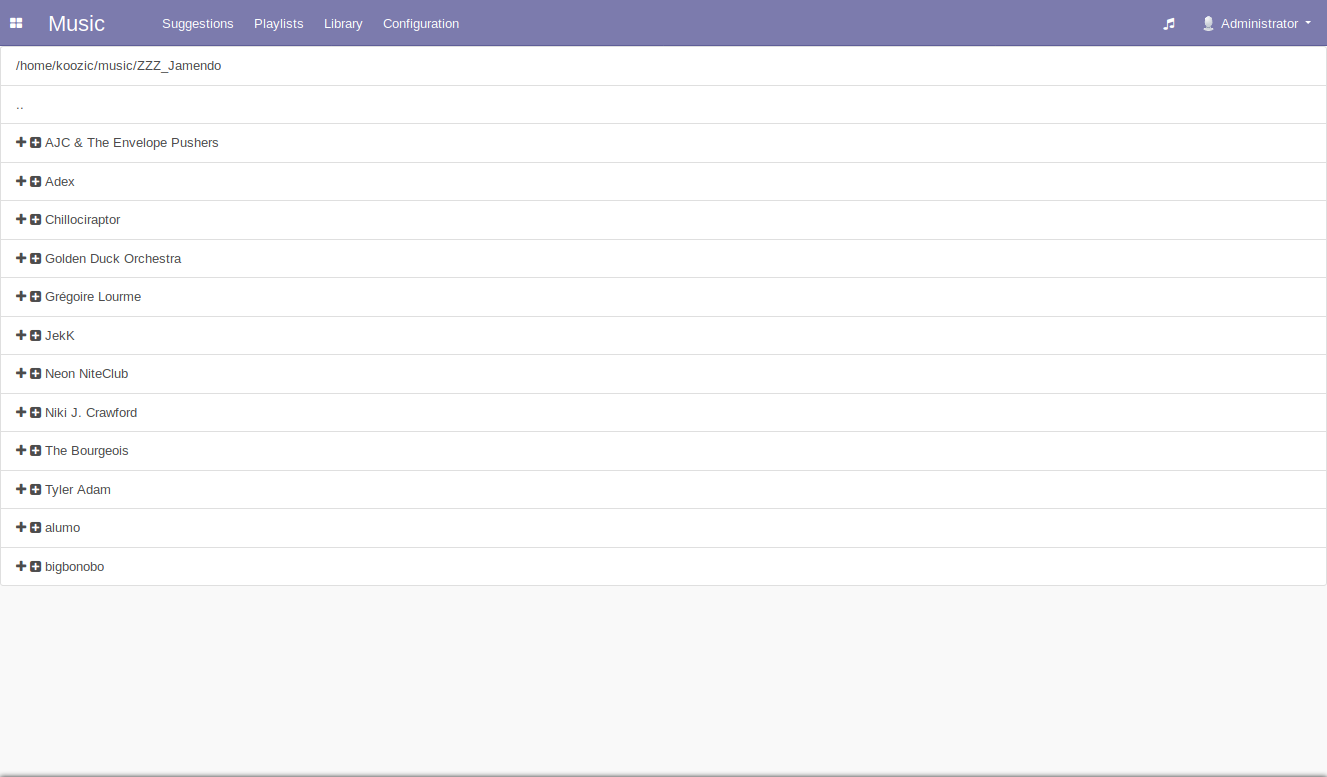 Music Suggestions Playlists Library Configuration Administrator
/home/koozic/music/ZZZ_Jamendo
..
AJC & The Envelope Pushers
Adex
Chillociraptor
Golden Duck Orchestra
Grégoire Lourme
JekK
Neon NiteClub
Niki J. Crawford
The Bourgeois
Tyler Adam
alumo
bigbonobo